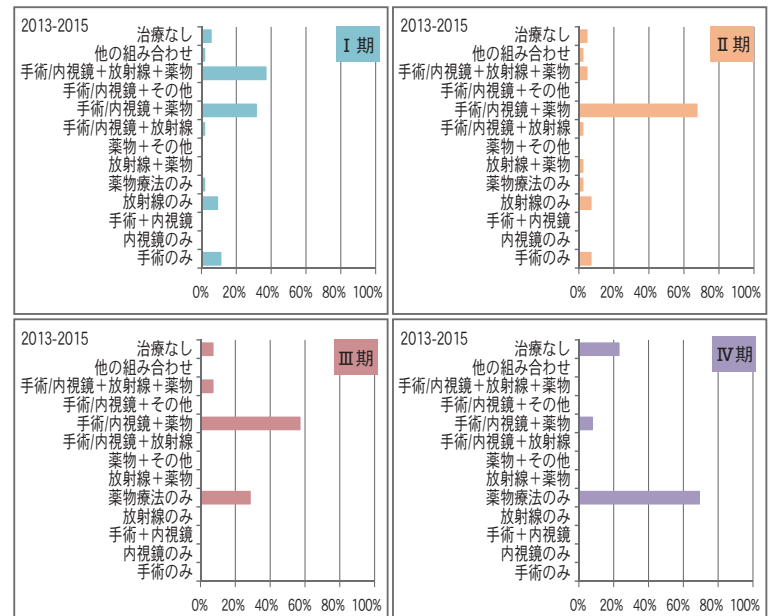 2013-2015
Ⅰ期
治療なし
他の組み合わせ
手術/内視鏡＋放射線＋薬物
手術/内視鏡＋その他
手術/内視鏡＋薬物
手術/内視鏡＋放射線
薬物＋その他
放射線＋薬物
薬物療法のみ
放射線のみ
手術＋内視鏡
内視鏡のみ
手術のみ
0% 20% 40% 60% 80% 100%
2013-2015
Ⅱ期
治療なし
他の組み合わせ
手術/内視鏡＋放射線＋薬物
手術/内視鏡＋その他
手術/内視鏡＋薬物
手術/内視鏡＋放射線
薬物＋その他
放射線＋薬物
薬物療法のみ
放射線のみ
手術＋内視鏡
内視鏡のみ
手術のみ
0% 20% 40% 60% 80% 100%
2013-2015
Ⅲ期
治療なし
他の組み合わせ
手術/内視鏡＋放射線＋薬物
手術/内視鏡＋その他
手術/内視鏡＋薬物
手術/内視鏡＋放射線
薬物＋その他
放射線＋薬物
薬物療法のみ
放射線のみ
手術＋内視鏡
内視鏡のみ
手術のみ
0% 20% 40% 60% 80% 100%
2013-2015
Ⅳ期
治療なし
他の組み合わせ
手術/内視鏡＋放射線＋薬物
手術/内視鏡＋その他
手術/内視鏡＋薬物
手術/内視鏡＋放射線
薬物＋その他
放射線＋薬物
薬物療法のみ
放射線のみ
手術＋内視鏡
内視鏡のみ
手術のみ
0% 20% 40% 60% 80% 100%